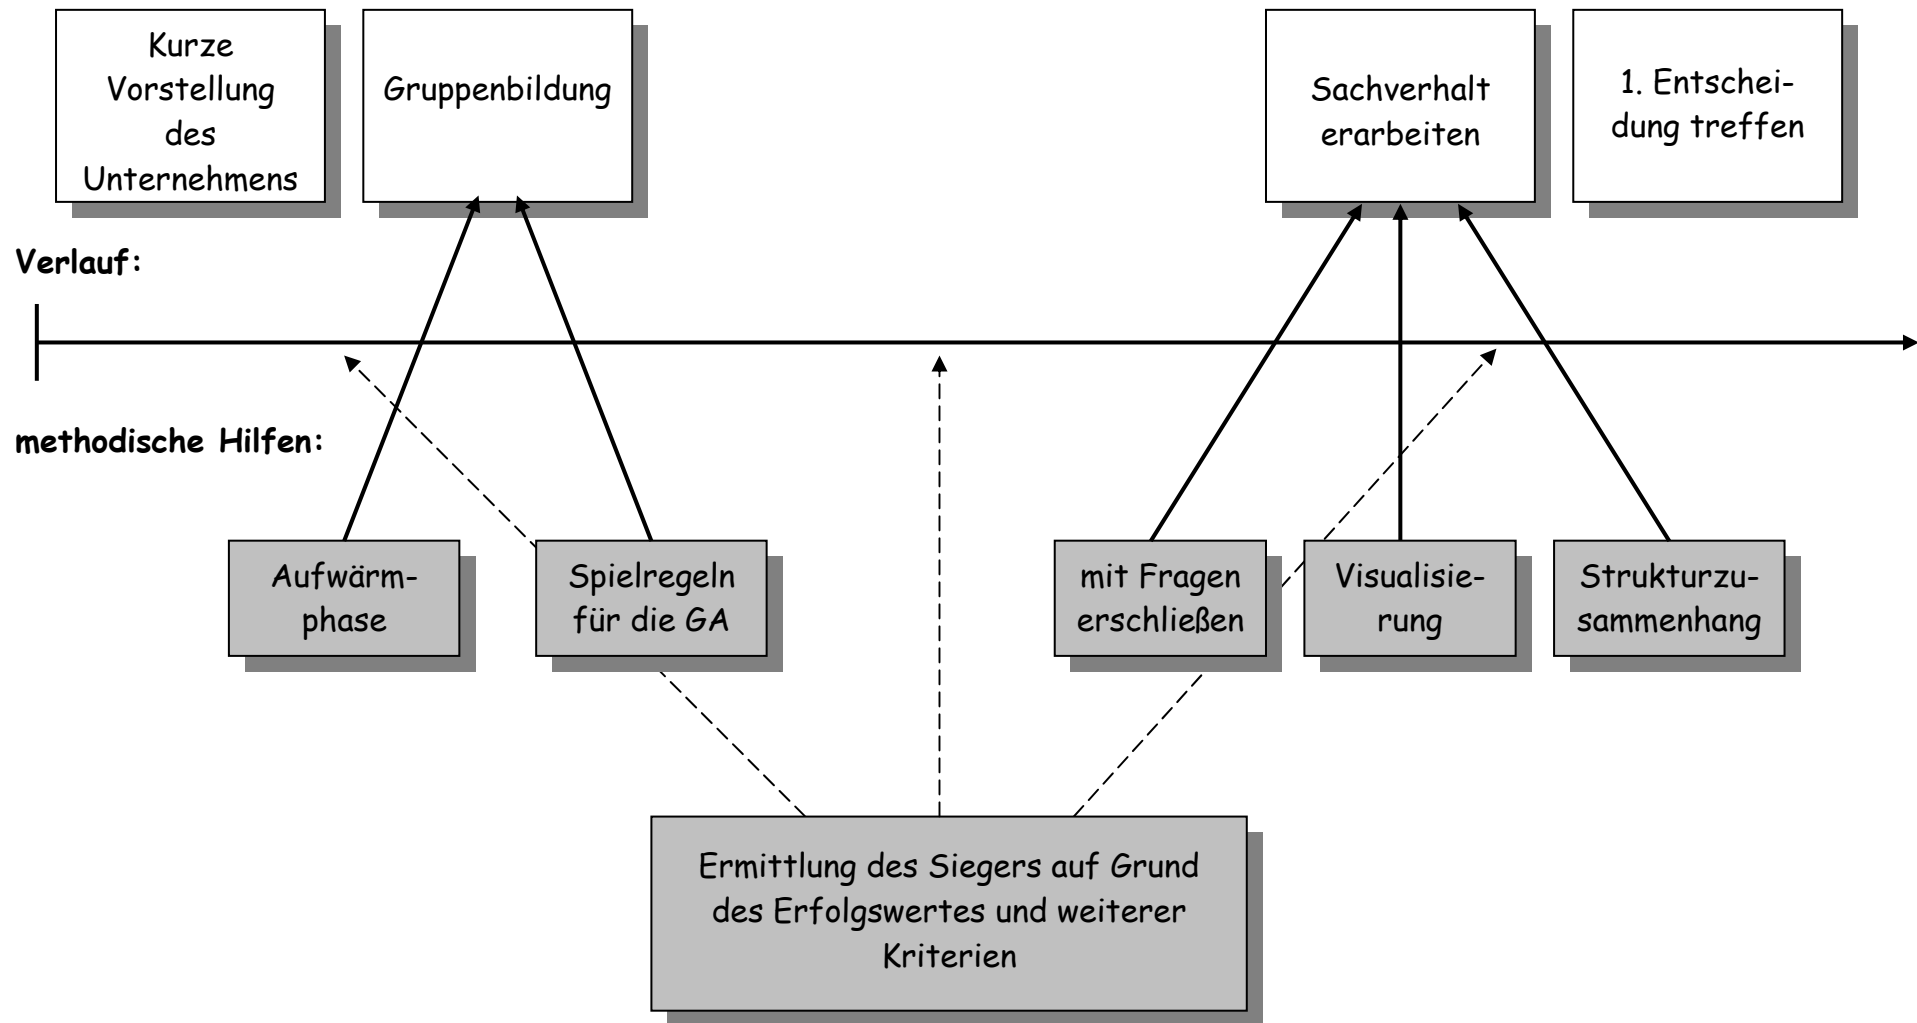 Kurze
Vorstellung
des
Unternehmens
Gruppenbildung
Sachverhalt
erarbeiten
1. Entschei-
dung treffen
Verlauf:
methodische Hilfen:
Aufwärm-
phase
Spielregeln
für die GA
mit Fragen
erschließen
Visualisie-
rung
Strukturzu-
sammenhang
Ermittlung des Siegers auf Grund
des Erfolgswertes und weiterer
Kriterien